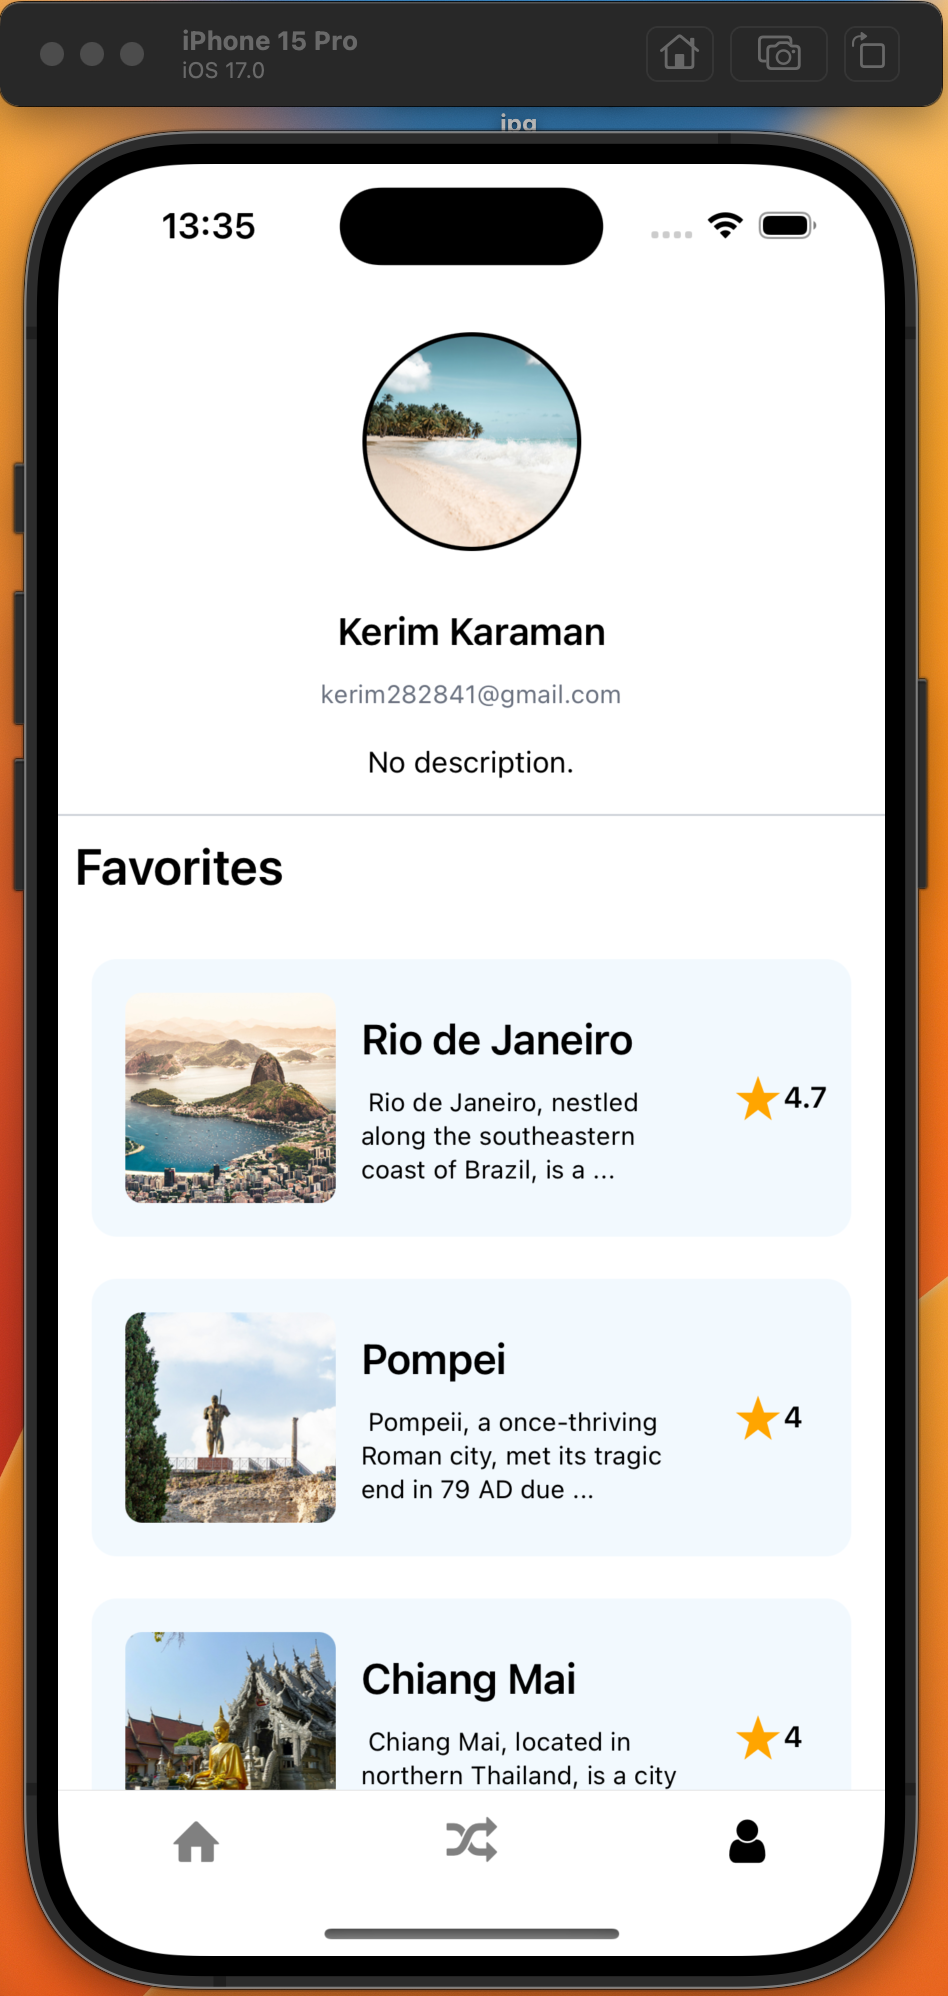 iPhone 15 Pro
iOS 17.0
jpg
13:35
Kerim Karaman
kerim282841@gmail.com
No description.
Favorites
Rio de Janeiro
Rio de Janeiro, nestled
along the southeastern
coast of Brazil, is a ...
4.7
Pompei
Pompeii, a once-thriving
Roman city, met its tragic
end in 79 AD due ...
4
Chiang Mai
Chiang Mai, located in
northern Thailand, is a city
4